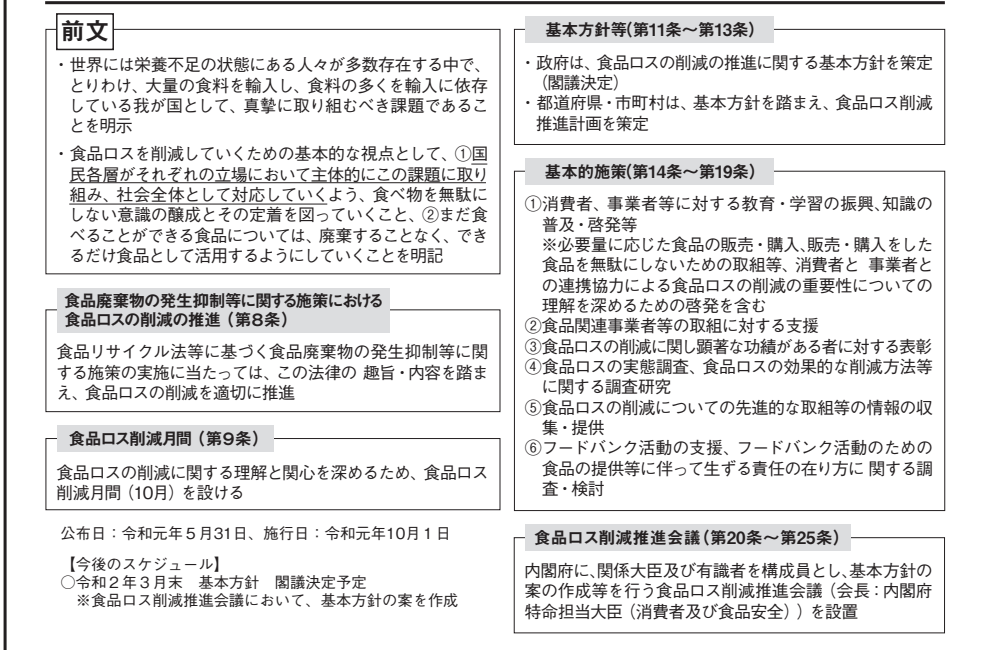 前文
・世界には栄養不足の状態にある人々が多数存在する中で、
とりわけ、大量の食料を輸入し、食料の多くを輸入に依存
している我が国として、真摯に取り組むべき課題であるこ
とを明示
・食品ロスを削減していくための基本的な視点として、①国
民各層がそれぞれの立場において主体的にこの課題に取り
組み、社会全体として対応していくよう、食べ物を無駄に
しない意識の醸成とその定着を図っていくこと、②まだ食
べることができる食品については、廃棄することなく、でき
るだけ食品として活用するようにしていくことを明記
食品廃棄物の発生抑制等に関する施策における
食品ロスの削減の推進（第8条）
食品リサイクル法等に基づく食品廃棄物の発生抑制等に関
する施策の実施に当たっては、この法律の 趣旨・内容を踏ま
え、食品ロスの削減を適切に推進
食品ロス削減月間（第9条）
食品ロスの削減に関する理解と関心を深めるため、食品ロス
削減月間（10月）を設ける
公布日：令和元年５月31日、施行日：令和元年10月１日
【今後のスケジュール】
○令和２年３月末　基本方針　閣議決定予定
※食品ロス削減推進会議において、基本方針の案を作成
基本方針等(第11条～第13条)
・政府は、食品ロスの削減の推進に関する基本方針を策定
（閣議決定）
・都道府県・市町村は、基本方針を踏まえ、食品ロス削減
推進計画を策定
基本的施策(第14条～第19条)
①消費者、事業者等に対する教育・学習の振興、知識の
普及・啓発等
※必要量に応じた食品の販売・購入、販売・購入をした
食品を無駄にしないための取組等、消費者と 事業者と
の連携協力による食品ロスの削減の重要性についての
理解を深めるための啓発を含む
②食品関連事業者等の取組に対する支援
③食品ロスの削減に関し顕著な功績がある者に対する表彰
④食品ロスの実態調査、食品ロスの効果的な削減方法等
に関する調査研究
⑤食品ロスの削減についての先進的な取組等の情報の収
集・提供
⑥フードバンク活動の支援、フードバンク活動のための
食品の提供等に伴って生ずる責任の在り方に 関する調
査・検討
食品ロス削減推進会議(第20条～第25条)
内閣府に、関係大臣及び有識者を構成員とし、基本方針の
案の作成等を行う食品ロス削減推進会議（会長：内閣府
特命担当大臣（消費者及び食品安全））を設置